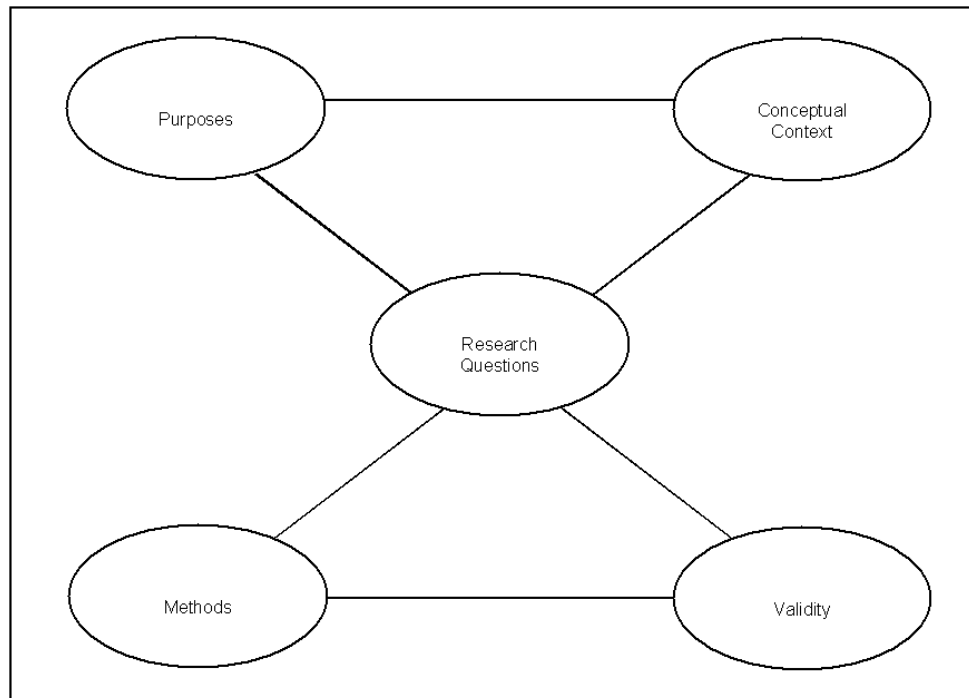 Purposes
Conceptual
Context
Research
Questions
Methods
Validity